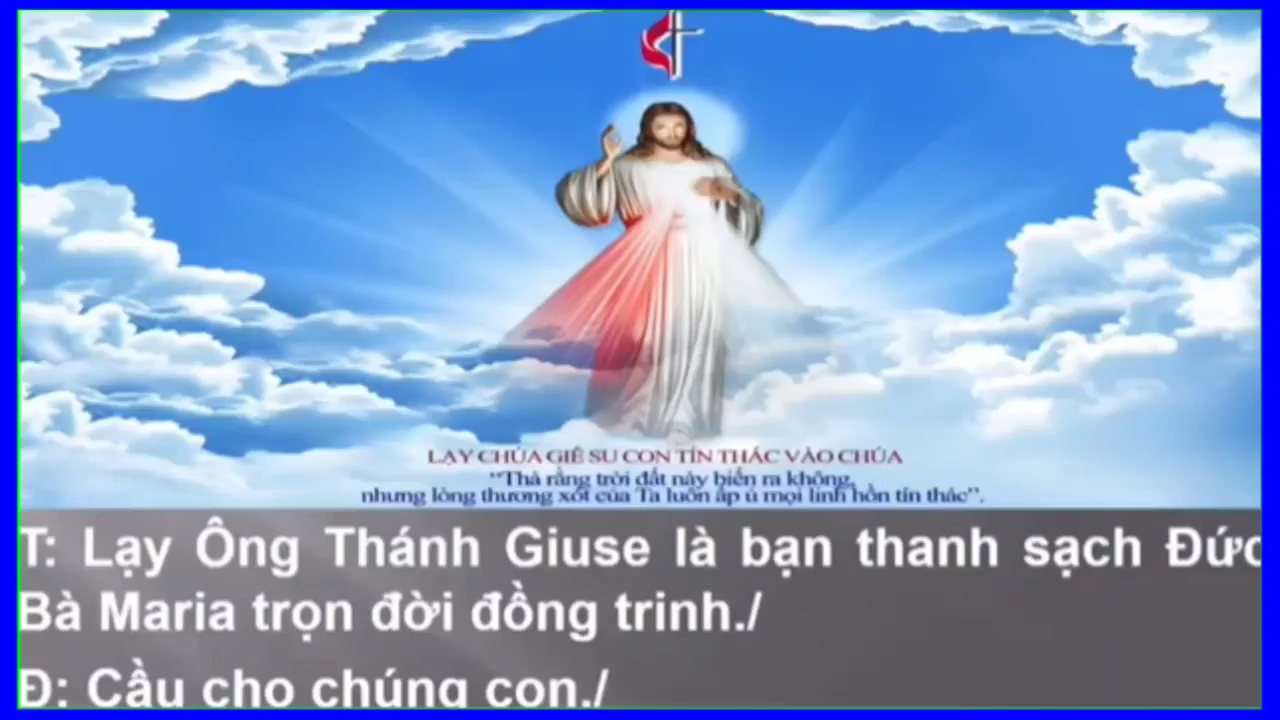 LẠY CHÚA GIÊ SU CON TÍN THÁC VÀO CHÚA
"Thà rằng trời đất này biến ra không,
nhưng lòng thương xót của Ta luôn ấp ủ mọi linh hồn tín thác".
T: Lạy Ông Thánh Giuse là bạn thanh sạch Đức
Bà Maria trọn đời đồng trinh./
Đ: Cầu cho chúng con./